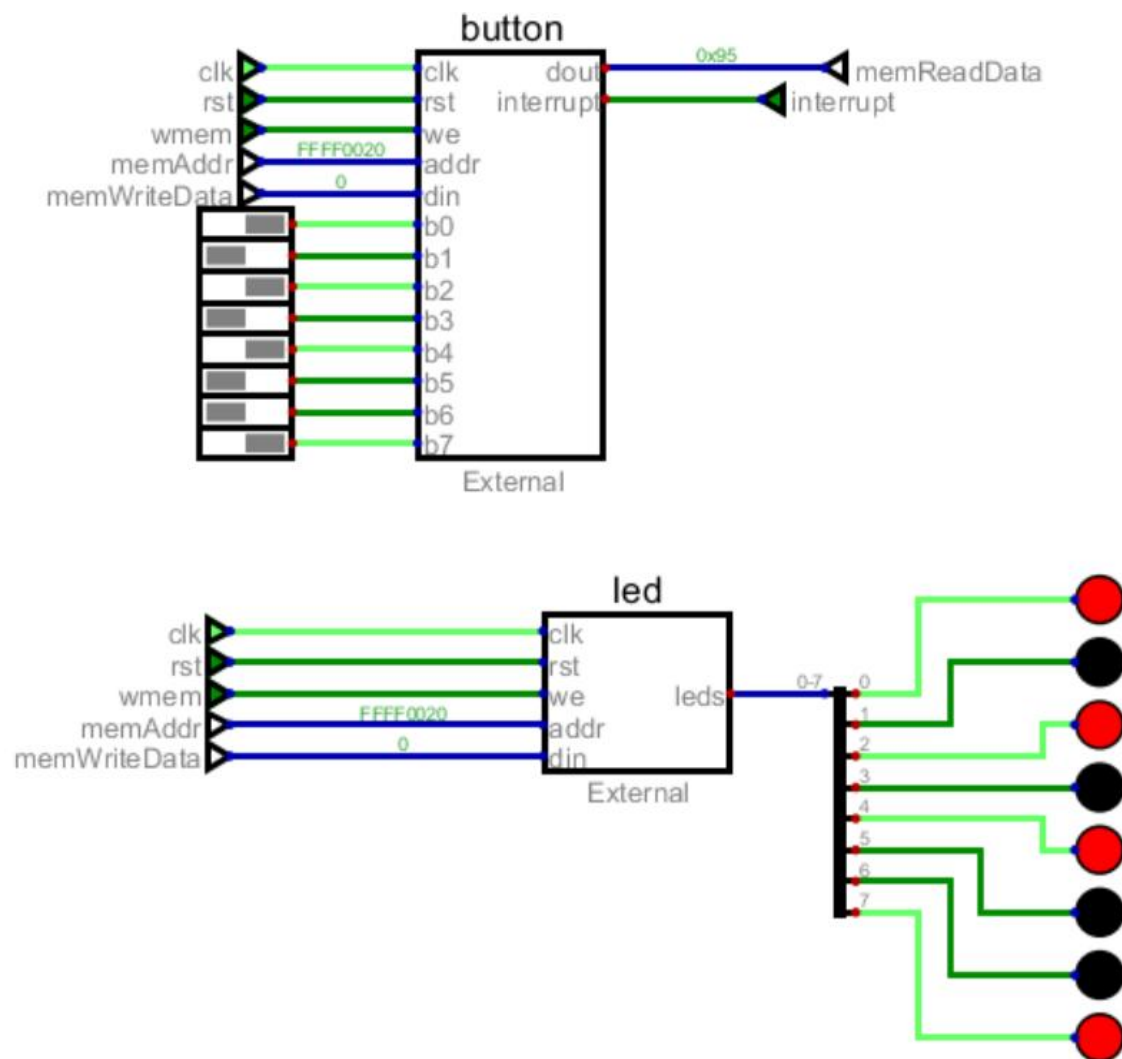 button
clk clk dout 0x95 memReadData
rst rst interrupt interrupt
wmem we
memAddr FFFF0020 addr
memWriteData 0 din
b0
b1
b2
b3
b4
b5
b6
b7
External
led
clk clk
rst rst
wmem we leds 0-7 0
memAddr FFFF0020 addr 1
memWriteData 0 din 2
External 3
4
5
6
7